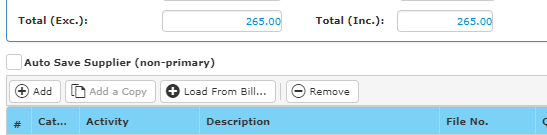 Total (Exc.): 265.00 Total (Inc.): 265.00
Auto Save Supplier (non-primary)
Add Add a Copy Load From Bill... Remove
# Cat... Activity Description File No.